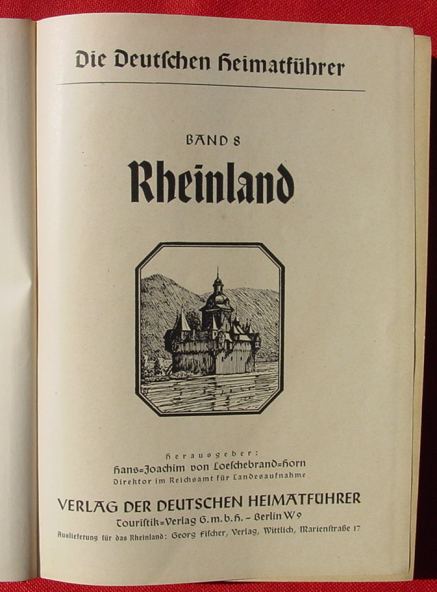 Die Deutschen Heimatführer
BAND 8
Rheinland
Herausgeber:
Hans=Joachim von Loeschebrand=Horn
Direktor im Reichsamt für Landesaufnahme
VERLAG DER DEUTSCHEN HEIMATFÜHRER
Touristik=Verlag G.m.b.H. – Berlin W 9
Auslieferung für das Rheinland: Georg Fischer, Verlag, Wittlich, Marienstraße 17